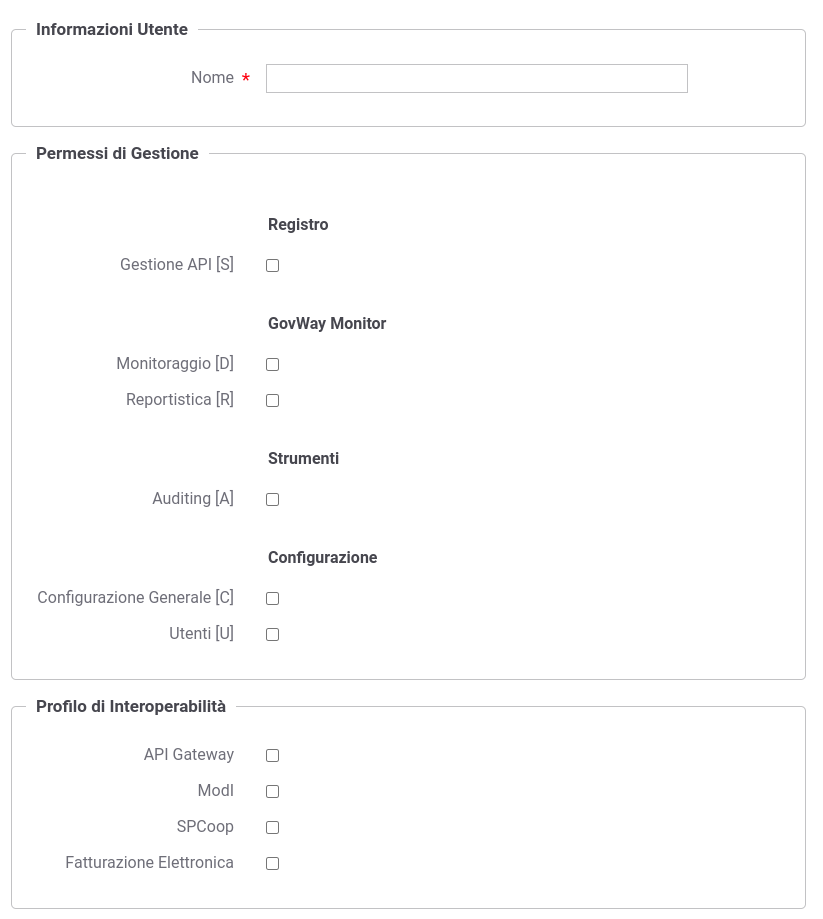 Informazioni Utente
Nome *
Permessi di Gestione
Registro
Gestione API [S]
GovWay Monitor
Monitoraggio [D]
Reportistica [R]
Strumenti
Auditing [A]
Configurazione
Configurazione Generale [C]
Utenti [U]
Profilo di Interoperabilità
API Gateway
ModI
SPCoop
Fatturazione Elettronica